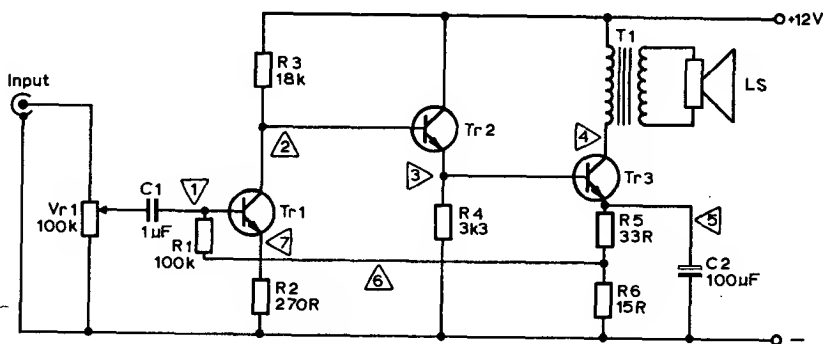 +12V
T1
R3
18k
Input
LS
Tr2
4
2
C1
1
3
Tr3
Vr1
100k
1µF
Tr1
R4
3k3
R5
33R
5
R1
100k
7
C2
100µF
6
R2
270R
R6
15R
−